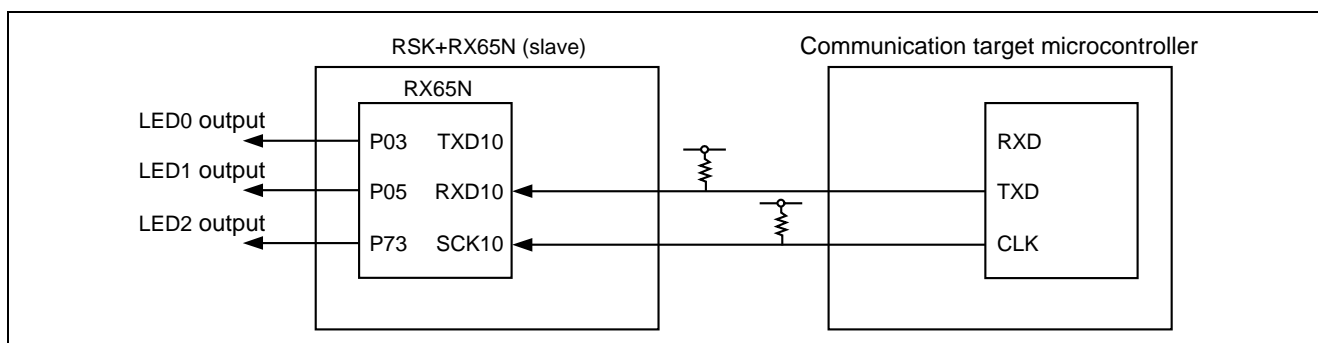 RSK+RX65N (slave)
Communication target microcontroller
RX65N
LED0 output
P03 TXD10
RXD
LED1 output
P05 RXD10
TXD
LED2 output
P73 SCK10
CLK